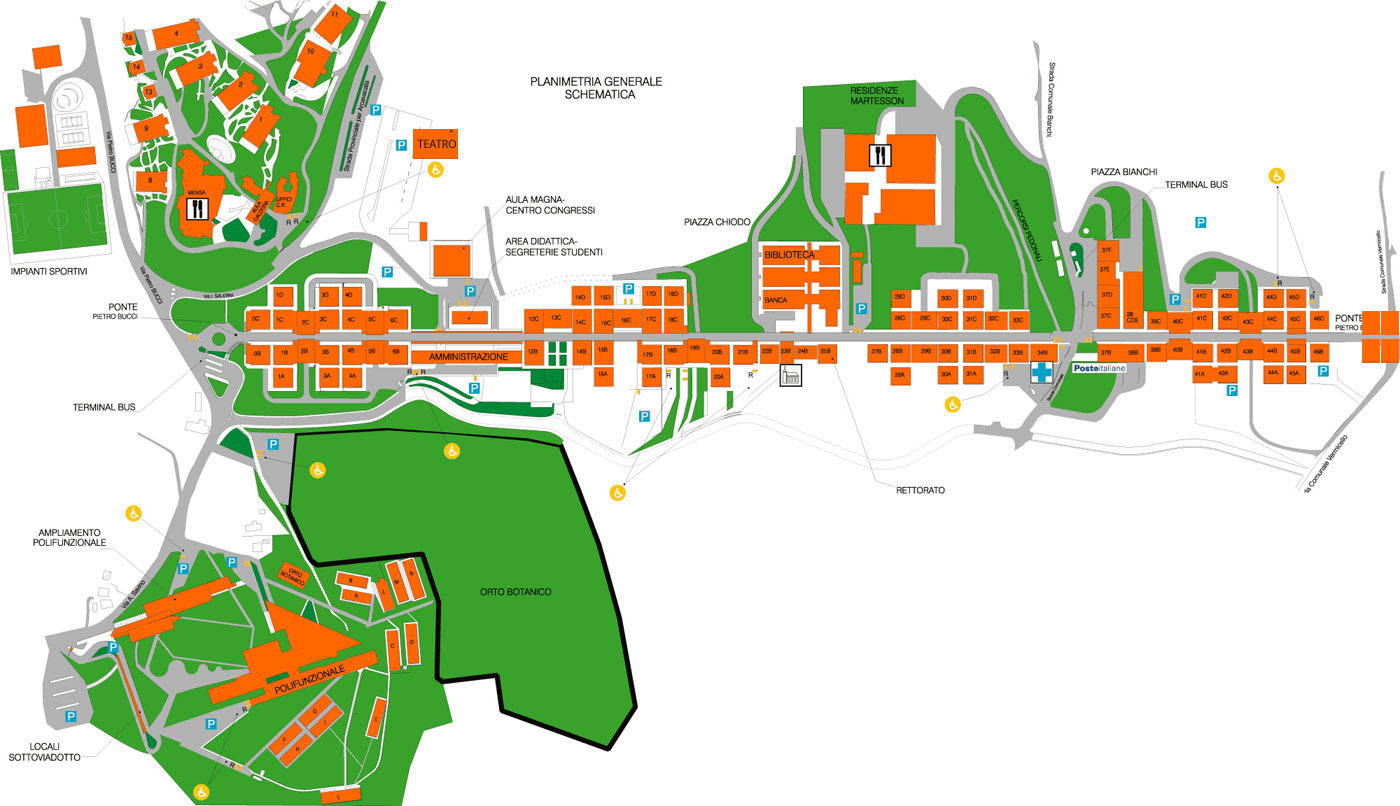 PLANIMETRIA GENERALE
SCHEMATICA
11
15
4
10
14
3
13
2
9
1
8
MENSA
AULA
CALDORA
UFFICI
C.R.
R R
IMPIANTI SPORTIVI
Via Pietro BUCCI
Via Pietro BUCCI
Strada Provinciale per Arcavacata
P
P
TEATRO
AULA MAGNA-
CENTRO CONGRESSI
AREA DIDATTICA-
SEGRETERIE STUDENTI
RESIDENZE
MARTESSON
PIAZZA CHIODO
BIBLIOTECA
BANCA
PERCORSI PEDONALI
Strada Comunale Bianchi
PIAZZA BIANCHI
TERMINAL BUS
P
Strada Comunale Vermicello
PONTE
PIETRO BUCCI
Via I. SALERNI
P
P
P
P
P
R
R
1D
3D
4D
14D
15D
17D
18D
28D
30D
31D
37F
37E
37D
41D
42D
44D
45D
0C
1C
2C
3C
4C
5C
6C
12C
13C
14C
15C
16C
17C
18C
28C
29C
30C
31C
32C
33C
37C
38
CDE
39C
40C
41C
42C
43C
44C
45C
46C
PONTE
PIETRO B
0B
1B
2B
3B
4B
5B
6B
AMMINISTRAZIONE
12B
14B
15B
17B
18B
19B
20B
21B
22B
23B
24B
25B
27B
28B
29B
30B
31B
32B
33B
34B
37B
38B
39B
40B
41B
42B
43B
44B
45B
46B
Posteitaliane
1A
3A
4A
15A
17A
20A
28A
30A
31A
41A
42A
44A
45A
R R
P
R
R
R
P
P
P
TERMINAL BUS
RETTORATO
Strada Comunale Vermicello
P
AMPLIAMENTO
POLIFUNZIONALE
P
P
ORTO
BOTANICO
B
A
L
M
N
ORTO BOTANICO
Via A. Savinio
P
C
D
POLIFUNZIONALE
P
P
R
G
I
F
H
E
R
L
LOCALI
SOTTOVIADOTTO